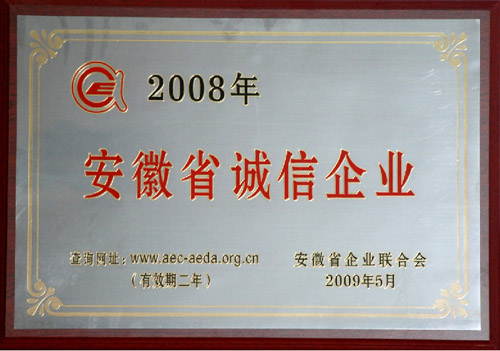 2008年
安徽省诚信企业
查询网址：www.aec-aeda.org.cn
（有效期二年）
安徽省企业联合会
2009年5月